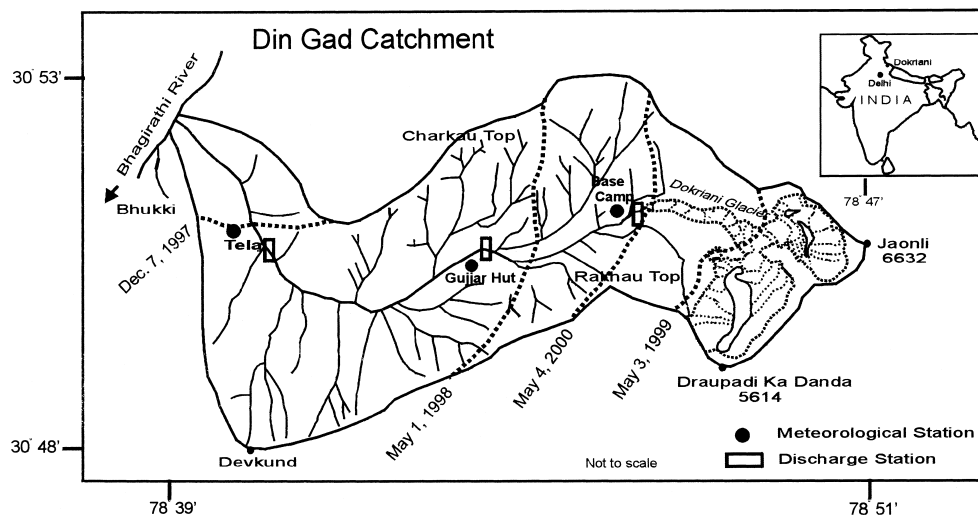 Din Gad Catchment
30° 53'
Bhagirathi River
Charkau Top
Dokriani
Delhi
INDIA
Bhukki
Base
Camp
Dokriani Glacier
78° 47'
Dec. 7, 1997
Tela
Gujjar Hut
Raknau Top
Jaonli
6632
May 1, 1998
May 4, 2000
May 3, 1999
Draupadi Ka Danda
5614
30° 48'
Devkund
Not to scale
Meteorological Station
Discharge Station
78° 39'
78° 51'